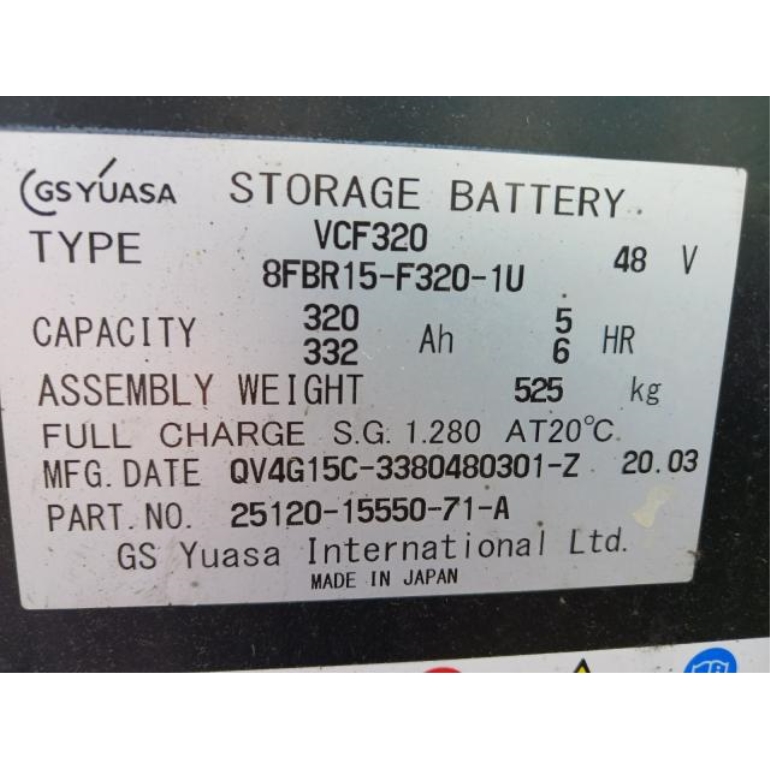 GS YUASA STORAGE BATTERY
TYPE VCF320 48 V
8FBR15-F320-1U
CAPACITY 320 Ah 5 HR
332 6
ASSEMBLY WEIGHT 525 kg
FULL CHARGE S.G. 1.280 AT20°C
MFG. DATE QV4G15C-3380480301-Z 20.03
PART. NO. 25120-15550-71-A
GS Yuasa International Ltd.
MADE IN JAPAN